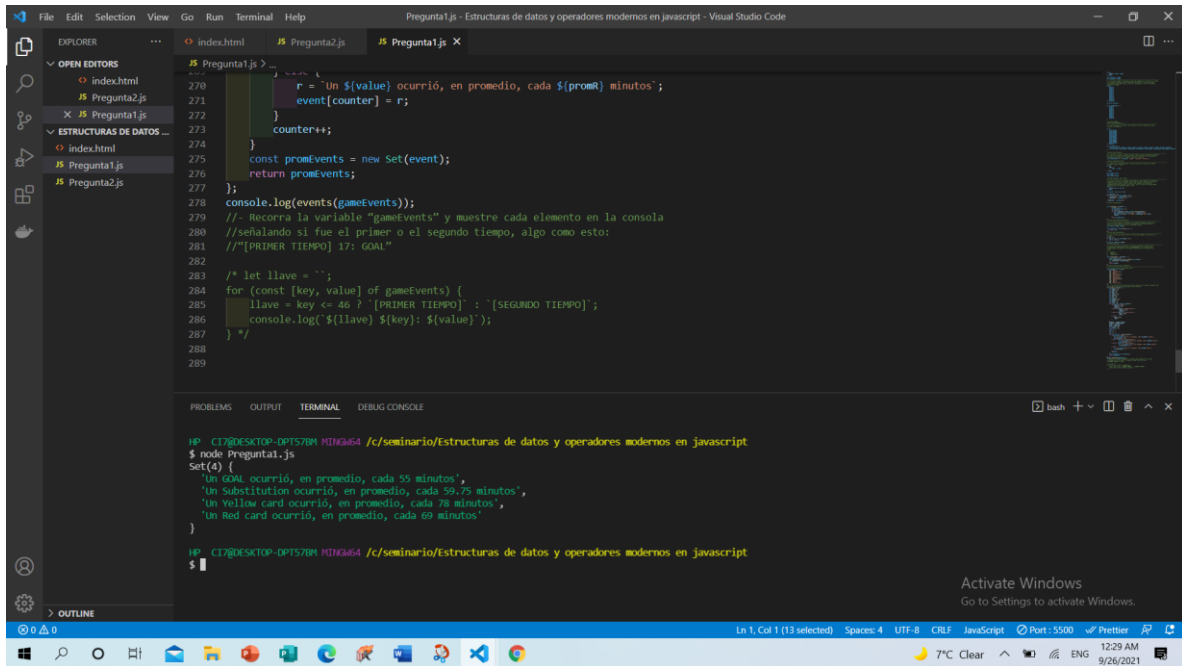 File Edit Selection View Go Run Terminal Help
Pregunta1.js - Estructuras de datos y operadores modernos en javascript - Visual Studio Code
EXPLORER
index.html
JS Pregunta2.js
JS Pregunta1.js
OPEN EDITORS
index.html
JS Pregunta2.js
JS Pregunta1.js
ESTRUCTURAS DE DATOS ...
index.html
JS Pregunta1.js
JS Pregunta2.js
OUTLINE
JS Pregunta1.js > ...
270 r = `Un ${value} ocurrió, en promedio, cada ${promR} minutos`;
271 event[counter] = r;
272 }
273 counter++;
274 }
275 const promEvents = new Set(event);
276 return promEvents;
277 };
278 console.log(events(gameEvents));
279 //- Recorra la variable “gameEvents” y muestre cada elemento en la consola
280 //señalando si fue el primer o el segundo tiempo, algo como esto:
281 //“[PRIMER TIEMPO] 17: GOAL”
282
283 /* let llave = ``;
284 for (const [key, value] of gameEvents) {
285 llave = key <= 46 ? `[PRIMER TIEMPO]` : `[SEGUNDO TIEMPO]`;
286 console.log(`${llave} ${key}: ${value}`);
287 } */
288
289
PROBLEMS OUTPUT TERMINAL DEBUG CONSOLE
bash
HP CI7@DESKTOP-DPT57BM MINGW64 /c/seminario/Estructuras de datos y operadores modernos en javascript
$ node Pregunta1.js
Set(4) {
'Un GOAL ocurrió, en promedio, cada 55 minutos',
'Un Substitution ocurrió, en promedio, cada 59.75 minutos',
'Un Yellow card ocurrió, en promedio, cada 78 minutos',
'Un Red card ocurrió, en promedio, cada 69 minutos'
}
HP CI7@DESKTOP-DPT57BM MINGW64 /c/seminario/Estructuras de datos y operadores modernos en javascript
$
Activate Windows
Go to Settings to activate Windows.
0 0
Ln 1, Col 1 (13 selected) Spaces: 4 UTF-8 CRLF JavaScript Port : 5500 Prettier
7°C Clear ENG
12:29 AM
9/26/2021